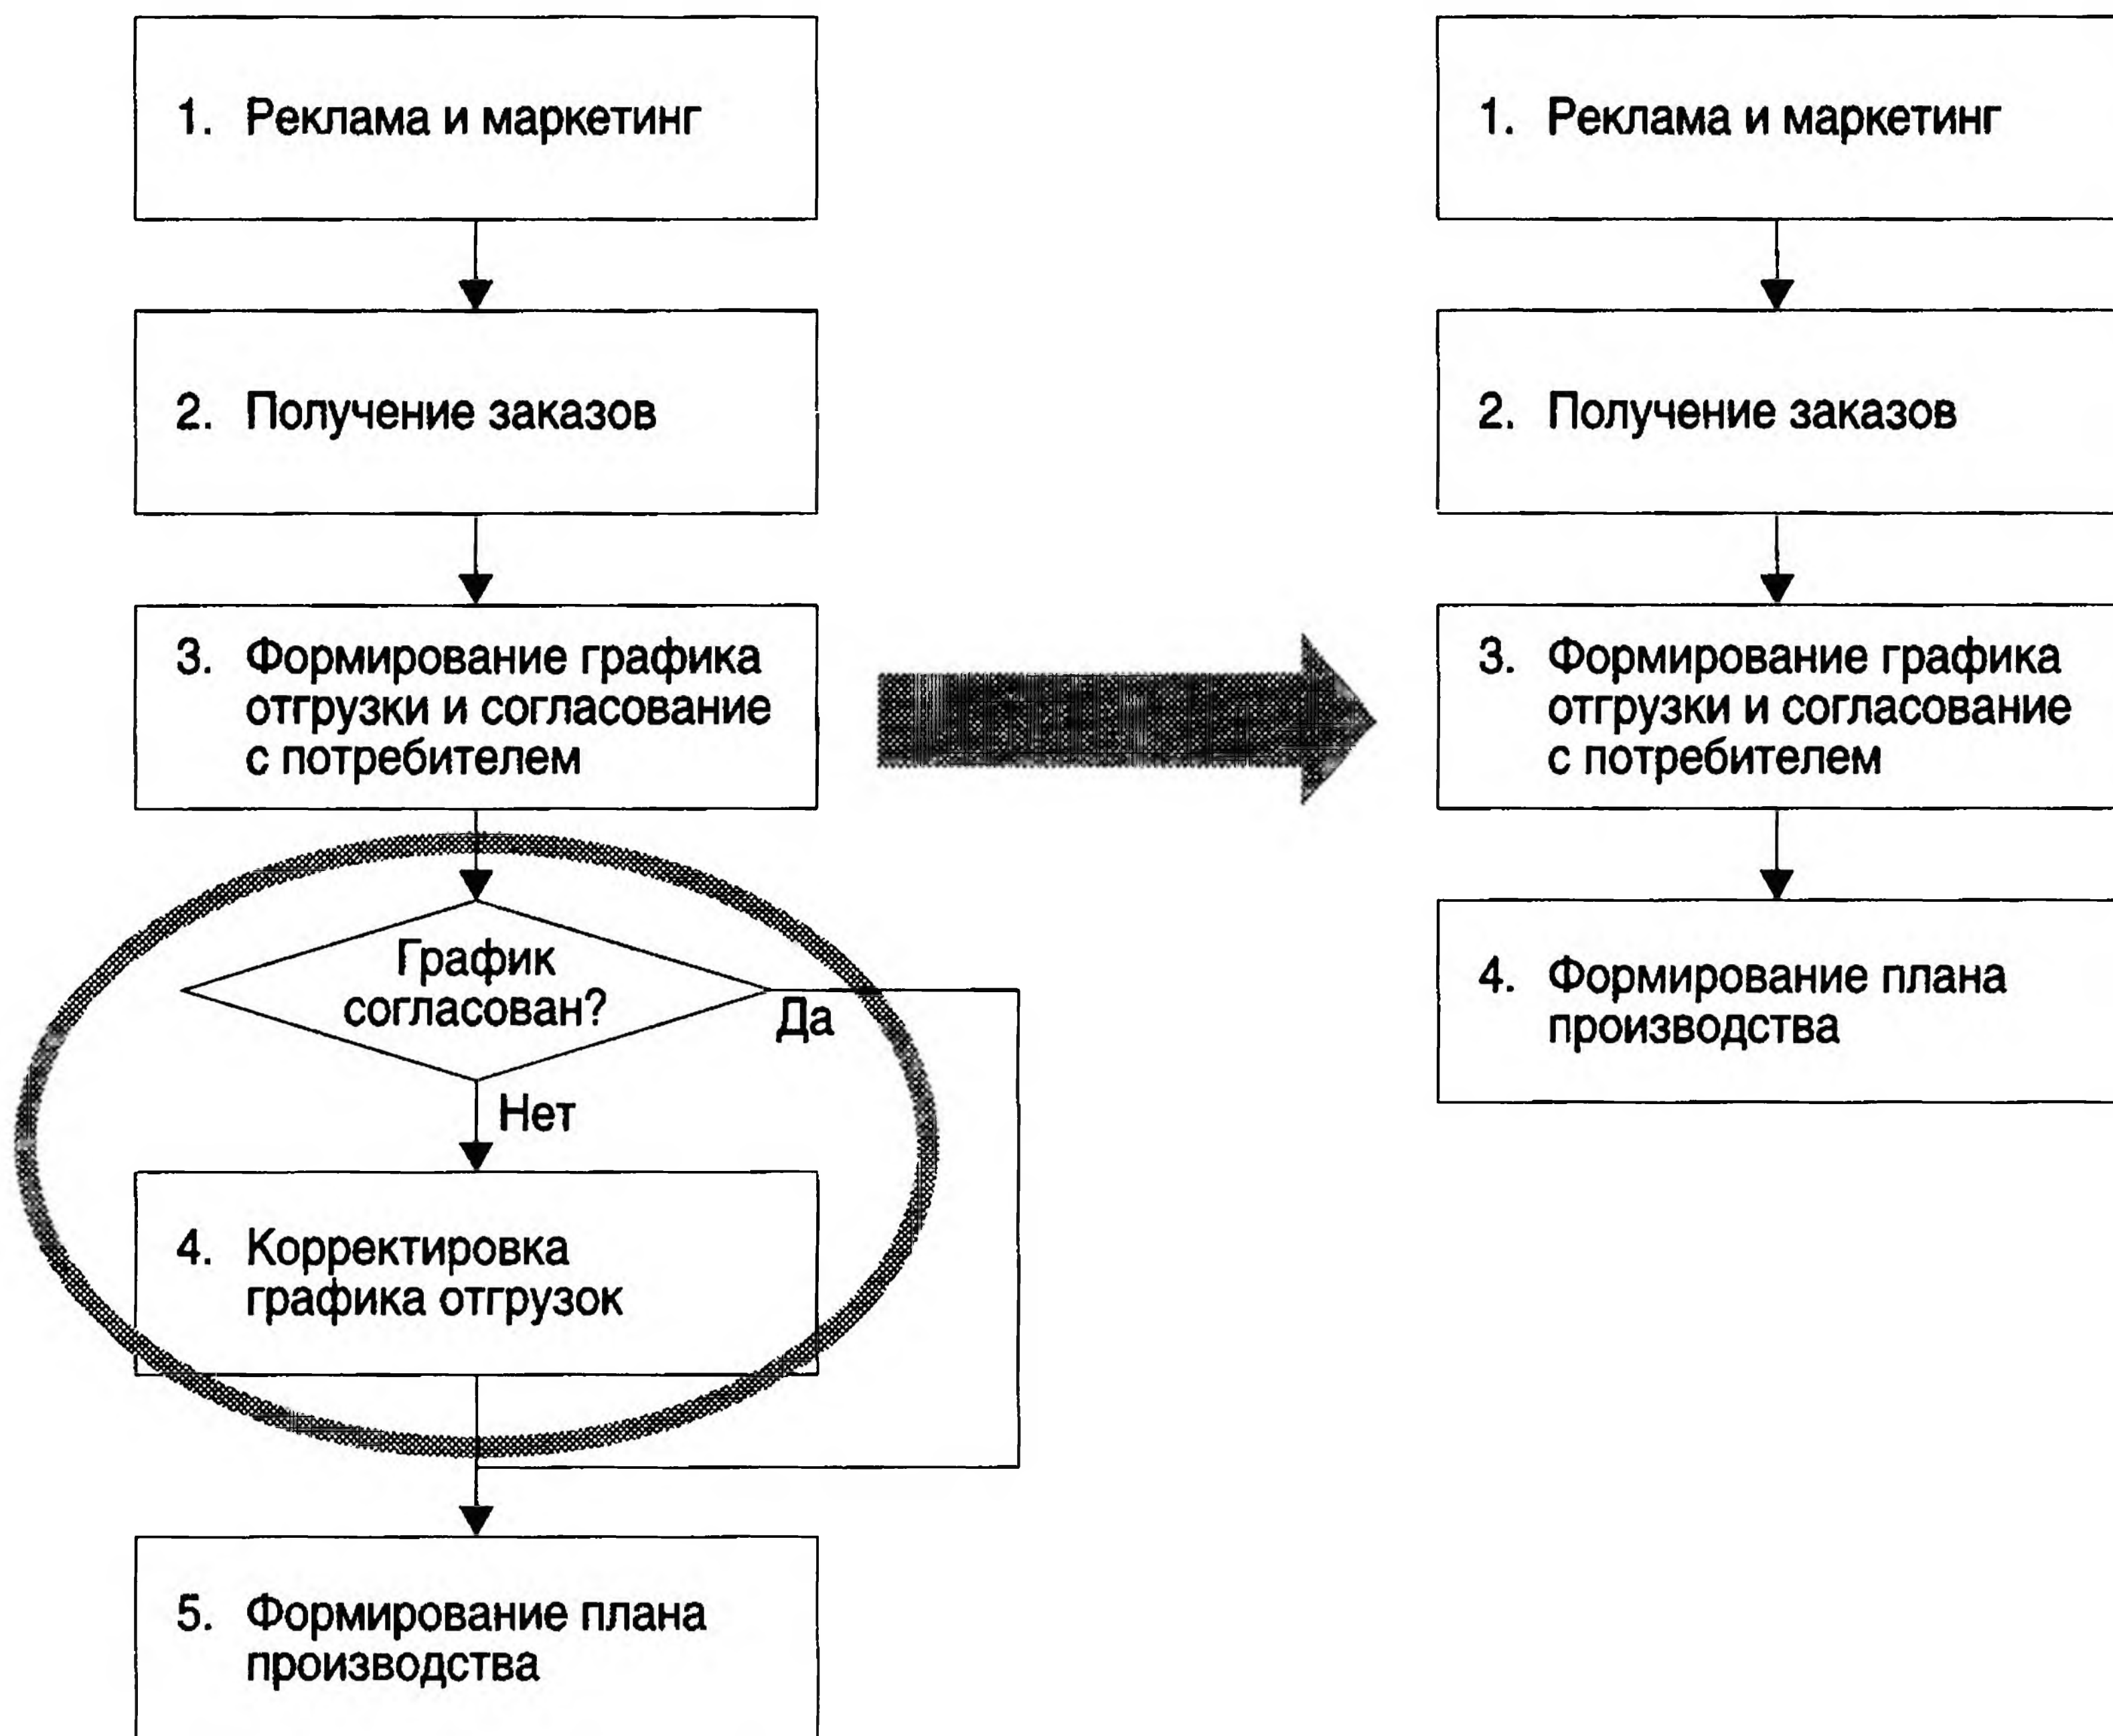 1. Реклама и маркетинг
2. Получение заказов
3. Формирование графика
отгрузки и согласование
с потребителем
График
согласован?
Да
Нет
4. Корректировка
графика отгрузок
5. Формирование плана
производства
1. Реклама и маркетинг
2. Получение заказов
3. Формирование графика
отгрузки и согласование
с потребителем
4. Формирование плана
производства